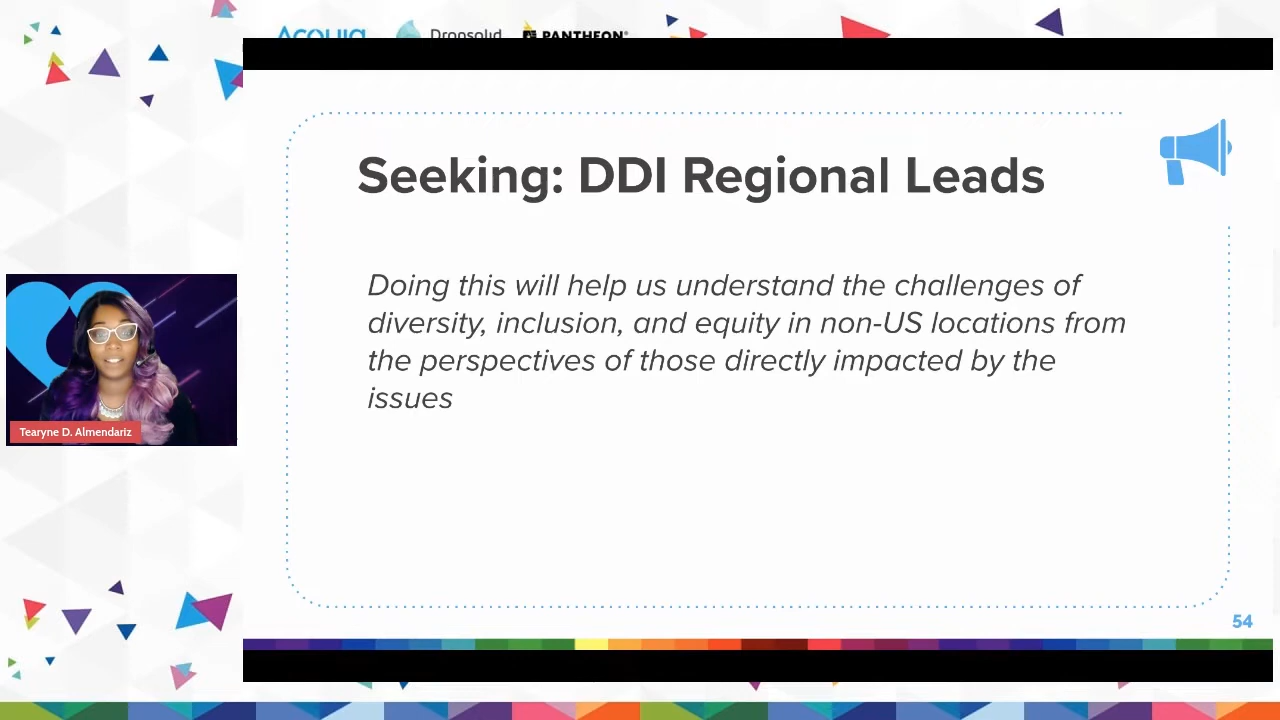 ACQUIA Dropsolid PANTHEON®
Seeking: DDI Regional Leads
Doing this will help us understand the challenges of
diversity, inclusion, and equity in non-US locations from
the perspectives of those directly impacted by the
issues
Tearyne D. Almendariz
54